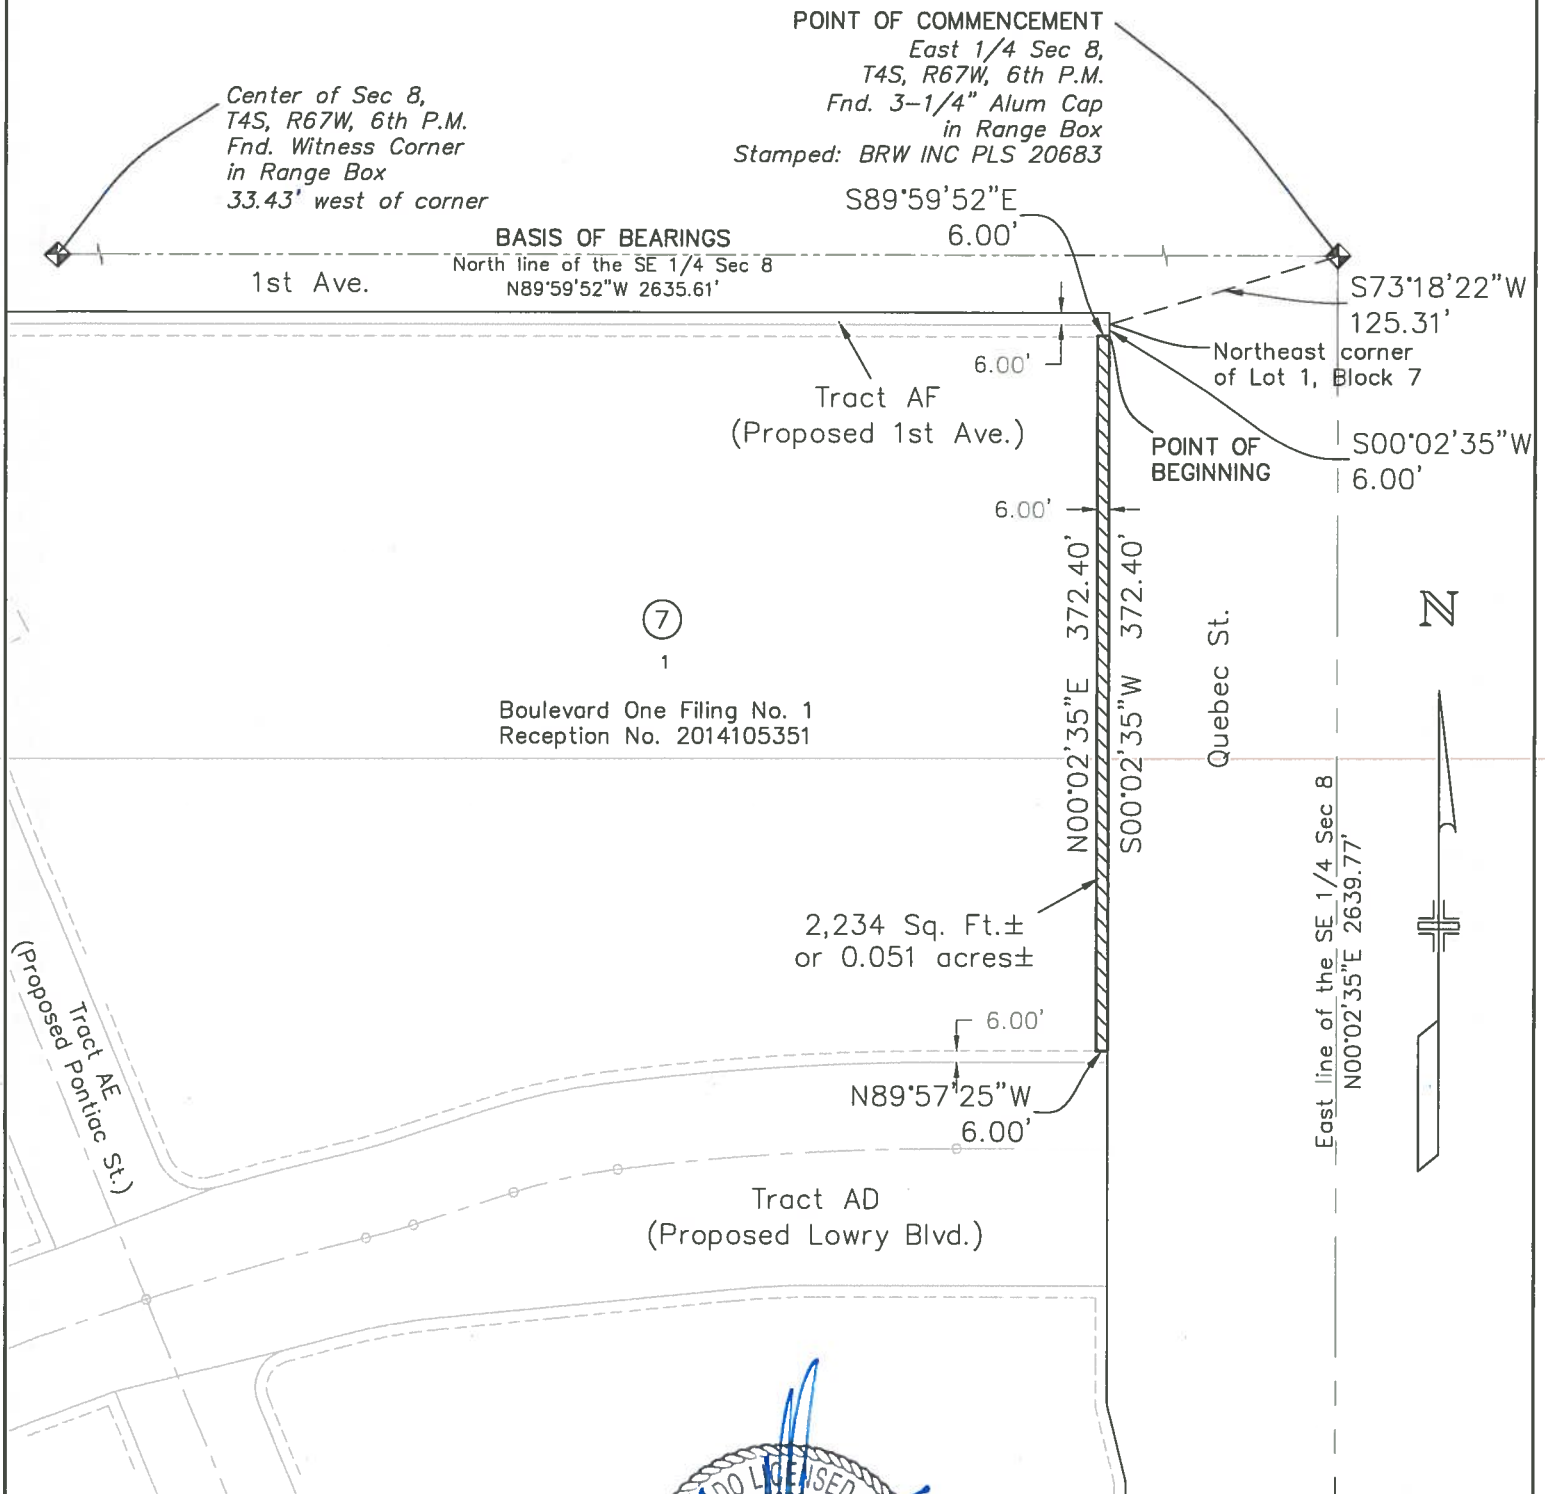 POINT OF COMMENCEMENT
East 1/4 Sec 8,
T4S, R67W, 6th P.M.
Fnd. 3-1/4" Alum Cap
in Range Box
Stamped: BRW INC PLS 20683
Center of Sec 8,
T4S, R67W, 6th P.M.
Fnd. Witness Corner
in Range Box
33.43' west of corner
S89°59'52"E
6.00'
BASIS OF BEARINGS
North line of the SE 1/4 Sec 8
N89°59'52"W 2635.61'
1st Ave.
S73°18'22"W
125.31'
Northeast corner
of Lot 1, Block 7
6.00'
Tract AF
(Proposed 1st Ave.)
POINT OF
BEGINNING
S00°02'35"W
6.00'
6.00'
N00°02'35"E 372.40'
S00°02'35"W 372.40'
Quebec St.
N
7
1
Boulevard One Filing No. 1
Reception No. 2014105351
East line of the SE 1/4 Sec 8
N00°02'35"E 2639.77'
2,234 Sq. Ft.±
or 0.051 acres±
6.00'
N89°57'25"W
6.00'
Tract AE
(Proposed Pontiac St.)
Tract AD
(Proposed Lowry Blvd.)
DO LICENSED